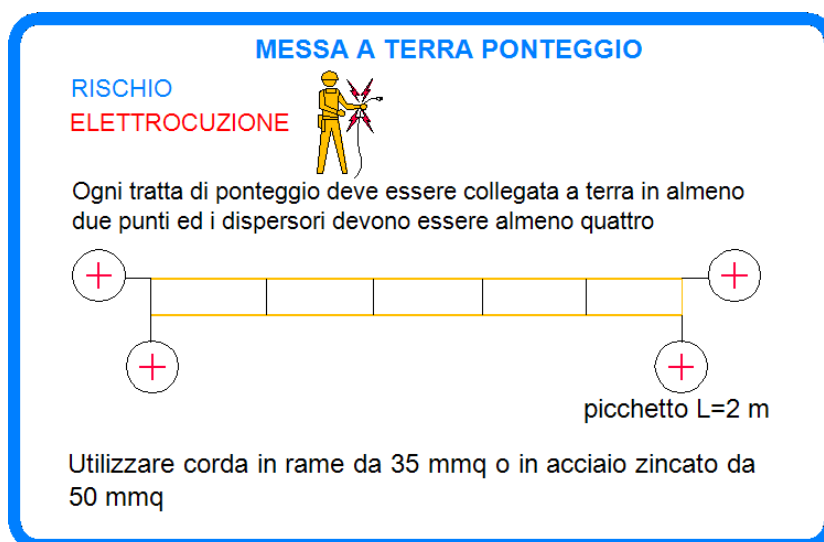 MESSA A TERRA PONTEGGIO
RISCHIO
ELETTROCUZIONE
Ogni tratta di ponteggio deve essere collegata a terra in almeno
due punti ed i dispersori devono essere almeno quattro
picchetto L=2 m
Utilizzare corda in rame da 35 mmq o in acciaio zincato da
50 mmq